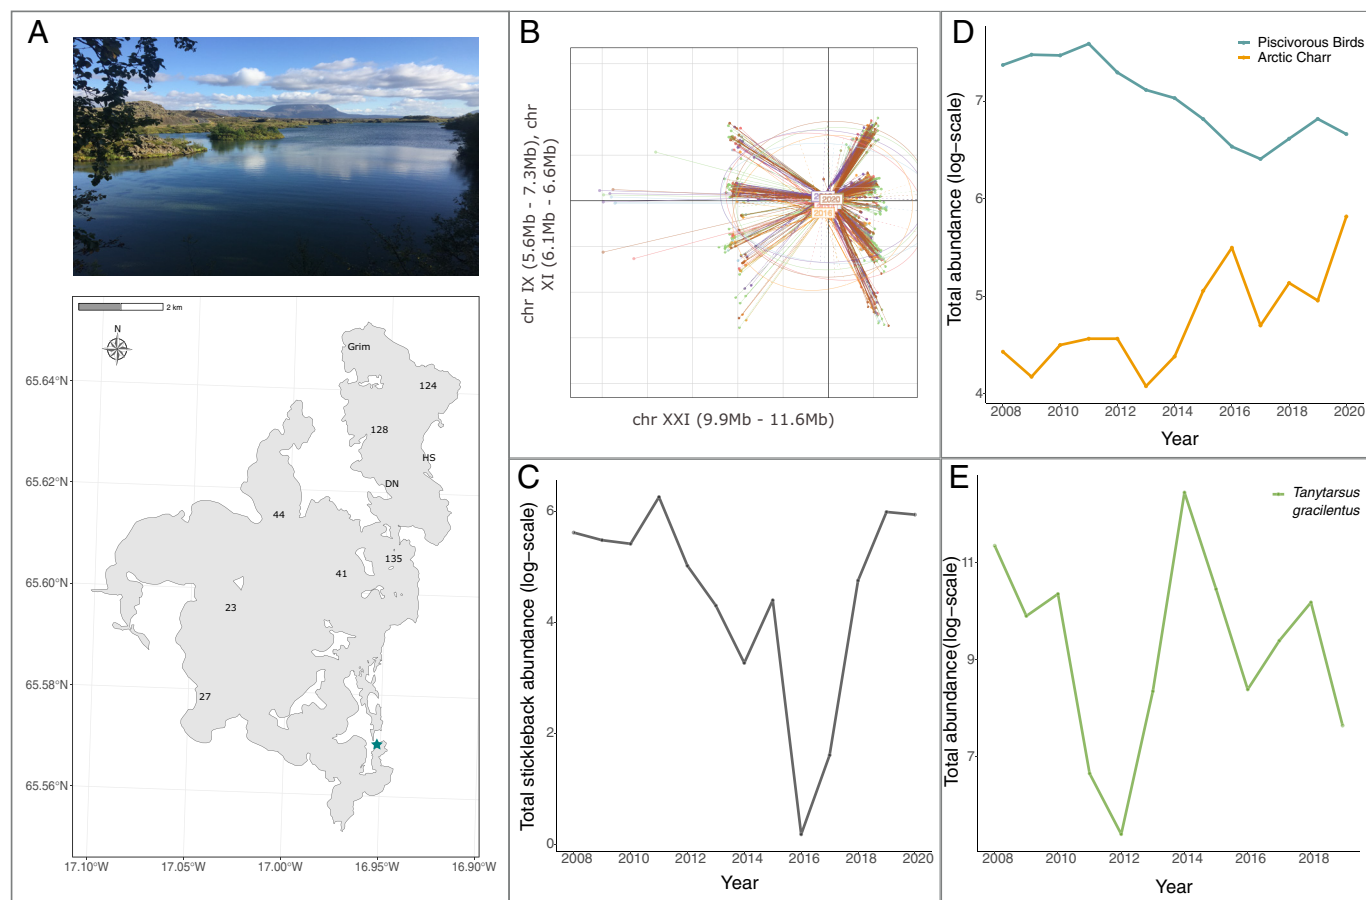 A
2 km
N
Grim
124
128
HS
DN
44
135
41
23
27
65.64°N
65.62°N
65.60°N
65.58°N
65.56°N
17.10°W
17.05°W
17.00°W
16.95°W
16.90°W
B
chr IX (5.6Mb - 7.3Mb), chr
XI (6.1Mb - 6.6Mb)
2020
2016
chr XXI (9.9Mb - 11.6Mb)
C
Total stickleback abundance (log-scale)
6
4
2
0
2008
2010
2012
2014
2016
2018
2020
Year
D
Piscivorous Birds
Arctic Charr
Total abundance (log-scale)
7
6
5
4
2008
2010
2012
2014
2016
2018
2020
Year
E
Tanytarsus
gracilentus
Total abundance(log-scale)
11
9
7
2008
2010
2012
2014
2016
2018
Year